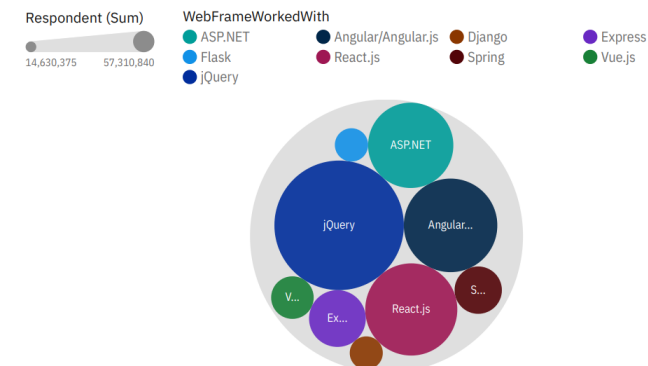 Respondent (Sum)
14,630,375 57,310,840
WebFrameWorkedWith
ASP.NET Angular/Angular.js Django Express
Flask React.js Spring Vue.js
jQuery
ASP.NET
jQuery Angular...
V... Ex... React.js S...